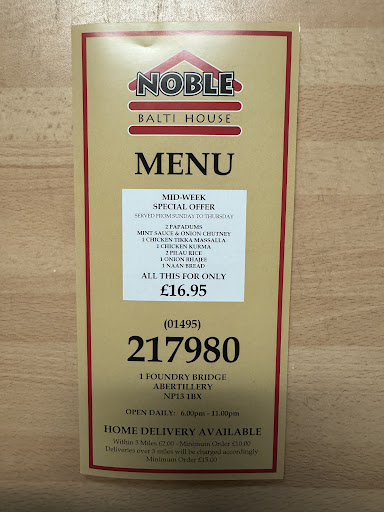 NOBLE
BALTI HOUSE
MENU
MID-WEEK
SPECIAL OFFER
SERVED FROM SUNDAY TO THURSDAY
2 PAPADUMS
MINT SAUCE & ONION CHUTNEY
1 CHICKEN TIKKA MASSALLA
1 CHICKEN KURMA
2 PILAU RICE
1 ONION BHAJEE
1 NAAN BREAD
ALL THIS FOR ONLY
£16.95
(01495)
217980
1 FOUNDRY BRIDGE
ABERTILLERY
NP13 1BX
OPEN DAILY: 6.00pm - 11.00pm
HOME DELIVERY AVAILABLE
Within 3 Miles £2.00 - Minimum Order £10.00
Deliveries over 3 miles will be charged accordingly
Minimum Order £15.00